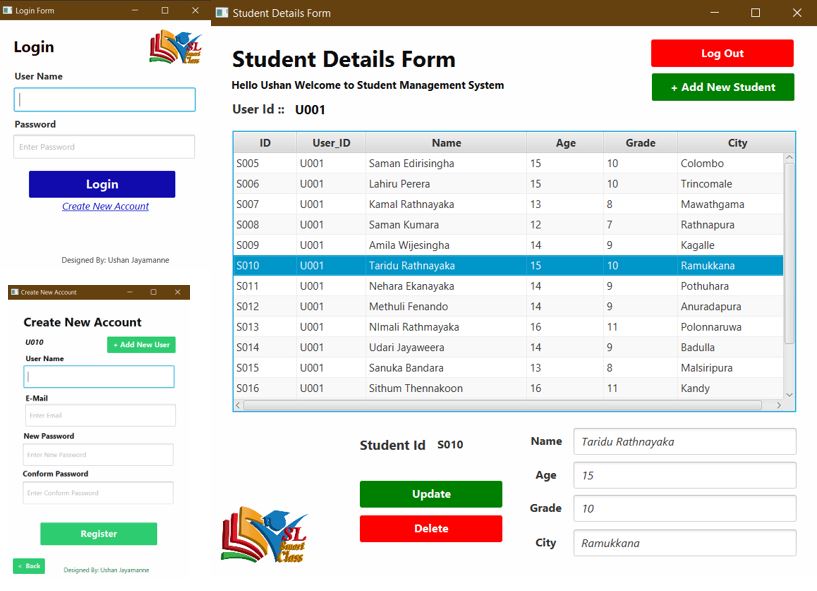 Login Form
Login
SL
Smart
Class
User Name
Password
Enter Password
Login
Create New Account
Designed By: Ushan Jayamanne
Create New Account
Create New Account
U010
+ Add New User
User Name
E-Mail
Enter Email
New Password
Enter New Password
Conform Password
Enter Conform Password
Register
< Back
Designed By: Ushan Jayamanne
Student Details Form
Student Details Form
Log Out
Hello Ushan Welcome to Student Management System
+ Add New Student
User Id :: U001
ID User_ID Name Age Grade City
S005 U001 Saman Edirisingha 15 10 Colombo
S006 U001 Lahiru Perera 15 10 Trincomale
S007 U001 Kamal Rathnayaka 13 8 Mawathgama
S008 U001 Saman Kumara 12 7 Rathnapura
S009 U001 Amila Wijesingha 14 9 Kagalle
S010 U001 Taridu Rathnayaka 15 10 Ramukkana
S011 U001 Nehara Ekanayaka 14 9 Pothuhara
S012 U001 Methuli Fenando 14 9 Anuradapura
S013 U001 NImali Rathmayaka 16 11 Polonnaruwa
S014 U001 Udari Jayaweera 14 9 Badulla
S015 U001 Sanuka Bandara 13 8 Malsiripura
S016 U001 Sithum Thennakoon 16 11 Kandy
Student Id S010
Name Taridu Rathnayaka
Age 15
Update
Grade 10
Delete
City Ramukkana
SL
Smart
Class